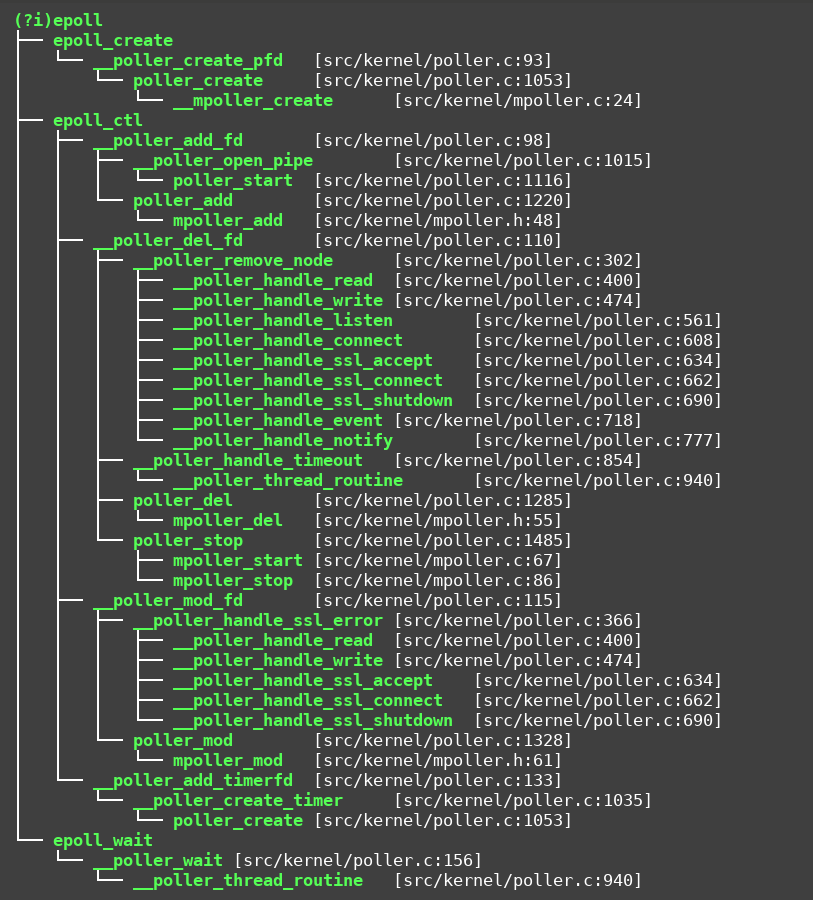 (?i)epoll
epoll_create
__poller_create_pfd [src/kernel/poller.c:93]
poller_create [src/kernel/poller.c:1053]
__mpoller_create [src/kernel/mpoller.c:24]
epoll_ctl
__poller_add_fd [src/kernel/poller.c:98]
__poller_open_pipe [src/kernel/poller.c:1015]
poller_start [src/kernel/poller.c:1116]
poller_add [src/kernel/poller.c:1220]
mpoller_add [src/kernel/mpoller.h:48]
__poller_del_fd [src/kernel/poller.c:110]
__poller_remove_node [src/kernel/poller.c:302]
__poller_handle_read [src/kernel/poller.c:400]
__poller_handle_write [src/kernel/poller.c:474]
__poller_handle_listen [src/kernel/poller.c:561]
__poller_handle_connect [src/kernel/poller.c:608]
__poller_handle_ssl_accept [src/kernel/poller.c:634]
__poller_handle_ssl_connect [src/kernel/poller.c:662]
__poller_handle_ssl_shutdown [src/kernel/poller.c:690]
__poller_handle_event [src/kernel/poller.c:718]
__poller_handle_notify [src/kernel/poller.c:777]
__poller_handle_timeout [src/kernel/poller.c:854]
__poller_thread_routine [src/kernel/poller.c:940]
poller_del [src/kernel/poller.c:1285]
mpoller_del [src/kernel/mpoller.h:55]
poller_stop [src/kernel/poller.c:1485]
mpoller_start [src/kernel/mpoller.c:67]
mpoller_stop [src/kernel/mpoller.c:86]
__poller_mod_fd [src/kernel/poller.c:115]
__poller_handle_ssl_error [src/kernel/poller.c:366]
__poller_handle_read [src/kernel/poller.c:400]
__poller_handle_write [src/kernel/poller.c:474]
__poller_handle_ssl_accept [src/kernel/poller.c:634]
__poller_handle_ssl_connect [src/kernel/poller.c:662]
__poller_handle_ssl_shutdown [src/kernel/poller.c:690]
poller_mod [src/kernel/poller.c:1328]
mpoller_mod [src/kernel/mpoller.h:61]
__poller_add_timerfd [src/kernel/poller.c:133]
__poller_create_timer [src/kernel/poller.c:1035]
poller_create [src/kernel/poller.c:1053]
epoll_wait
__poller_wait [src/kernel/poller.c:156]
__poller_thread_routine [src/kernel/poller.c:940]